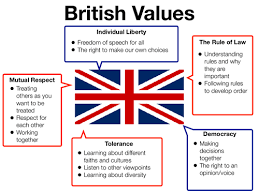 British Values
Individual Liberty
• Freedom of speech for all
• The right to make our own choices
The Rule of Law
• Understanding
rules and why
they are
important
• Following rules to
develop order
Mutual Respect
• Treating
others as you
want to be
treated
• Respect for
each other
• Working
together
Tolerance
• Learning about different
faiths and cultures
• Listen to other viewpoints
• Learning about diversity
Democracy
• Making
decisions
together
• The right to an
opinion/voice